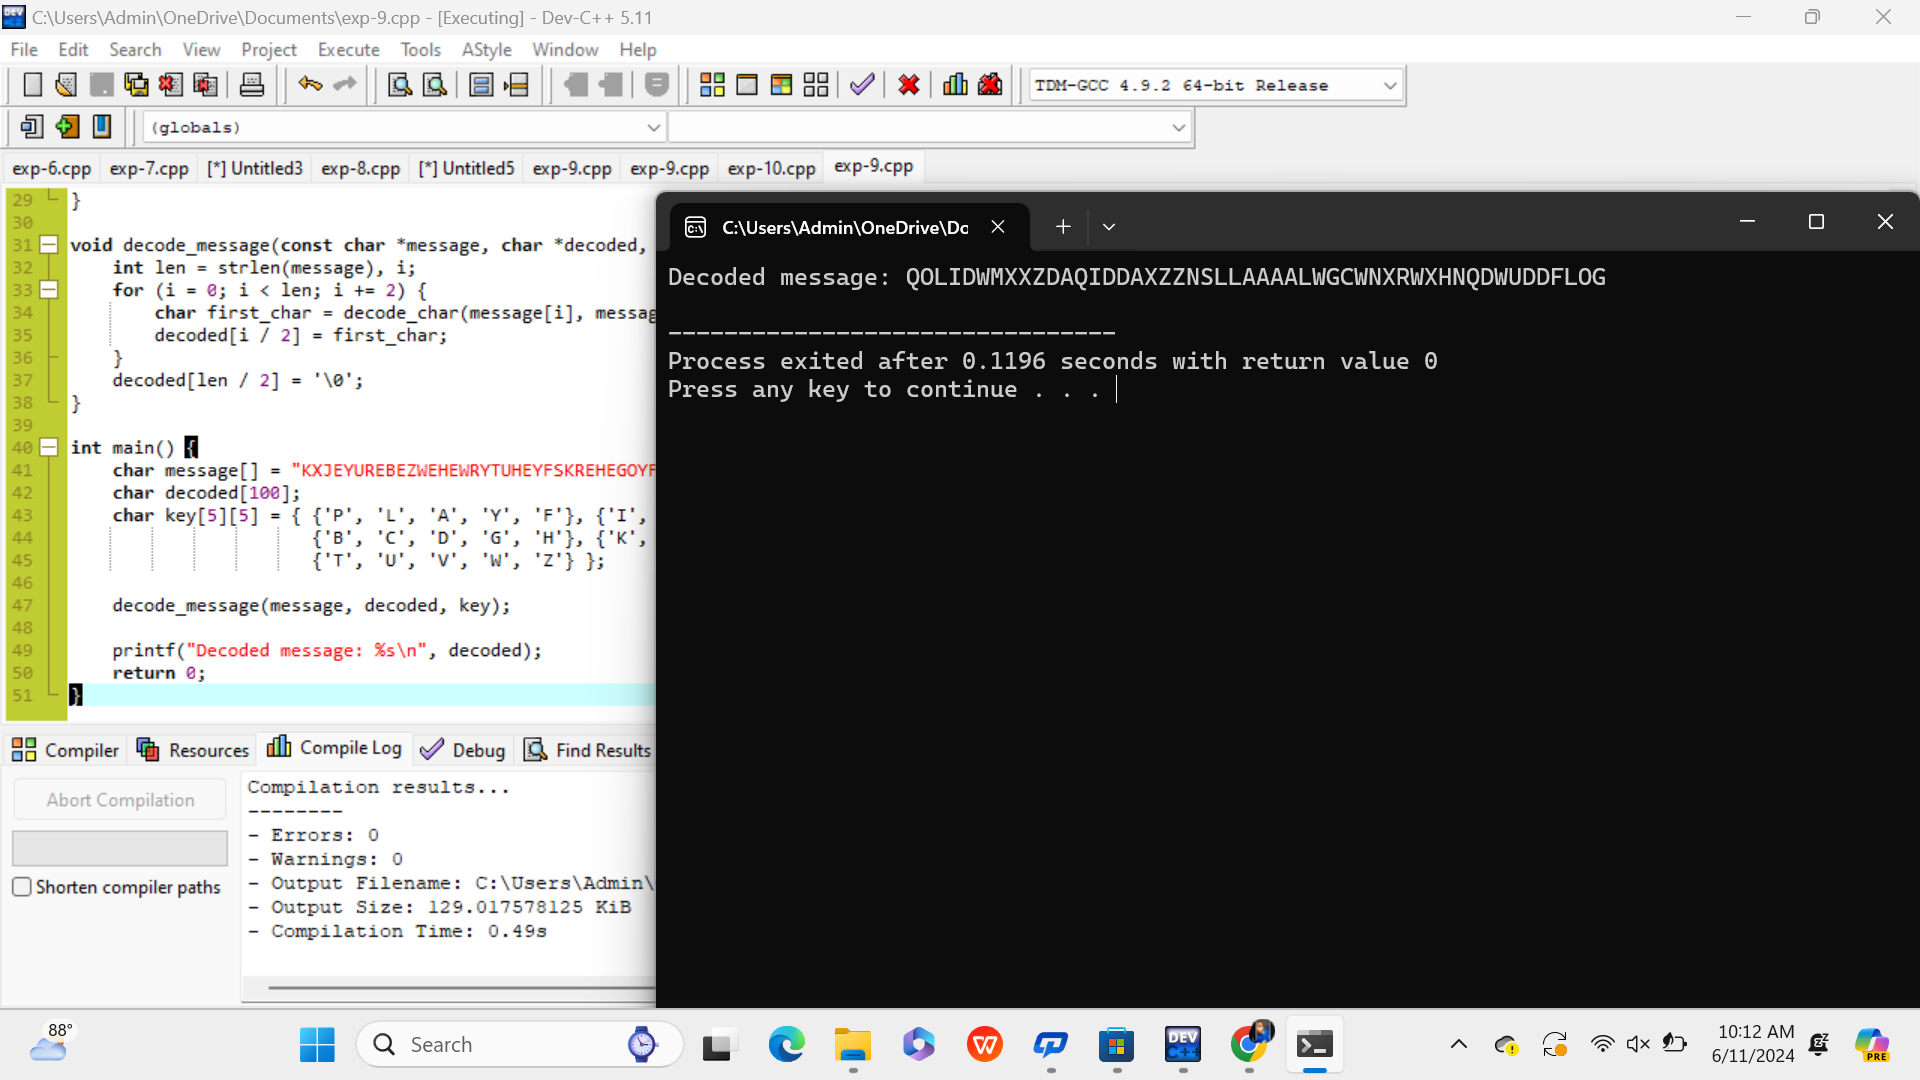 C:\Users\Admin\OneDrive\Documents\exp-9.cpp - [Executing] - Dev-C++ 5.11
File Edit Search View Project Execute Tools AStyle Window Help
TDM-GCC 4.9.2 64-bit Release
(globals)
exp-6.cpp exp-7.cpp [*] Untitled3 exp-8.cpp [*] Untitled5 exp-9.cpp exp-9.cpp exp-10.cpp exp-9.cpp
29 }
30
31 void decode_message(const char *message, char *decoded,
32 int len = strlen(message), i;
33 for (i = 0; i < len; i += 2) {
34 char first_char = decode_char(message[i], messag
35 decoded[i / 2] = first_char;
36 }
37 decoded[len / 2] = '\0';
38 }
39
40 int main() {
41 char message[] = "KXJEYUREBEZWEHEWRYTUHEYFSKREHEGOYF
42 char decoded[100];
43 char key[5][5] = { {'P', 'L', 'A', 'Y', 'F'}, {'I',
44 {'B', 'C', 'D', 'G', 'H'}, {'K',
45 {'T', 'U', 'V', 'W', 'Z'} };
46
47 decode_message(message, decoded, key);
48
49 printf("Decoded message: %s\n", decoded);
50 return 0;
51 }
C:\Users\Admin\OneDrive\Do
Decoded message: QOLIDWMXXZDAQIDDAXZZNSLLAAAALWGCWNXRWXHNQDWUDDFLOG
--------------------------------
Process exited after 0.1196 seconds with return value 0
Press any key to continue . . .
Compiler Resources Compile Log Debug Find Results
Abort Compilation
Shorten compiler paths
Compilation results...
--------
- Errors: 0
- Warnings: 0
- Output Filename: C:\Users\Admin\
- Output Size: 129.017578125 KiB
- Compilation Time: 0.49s
88°
Search
DEV C++
PRE
10:12 AM
6/11/2024